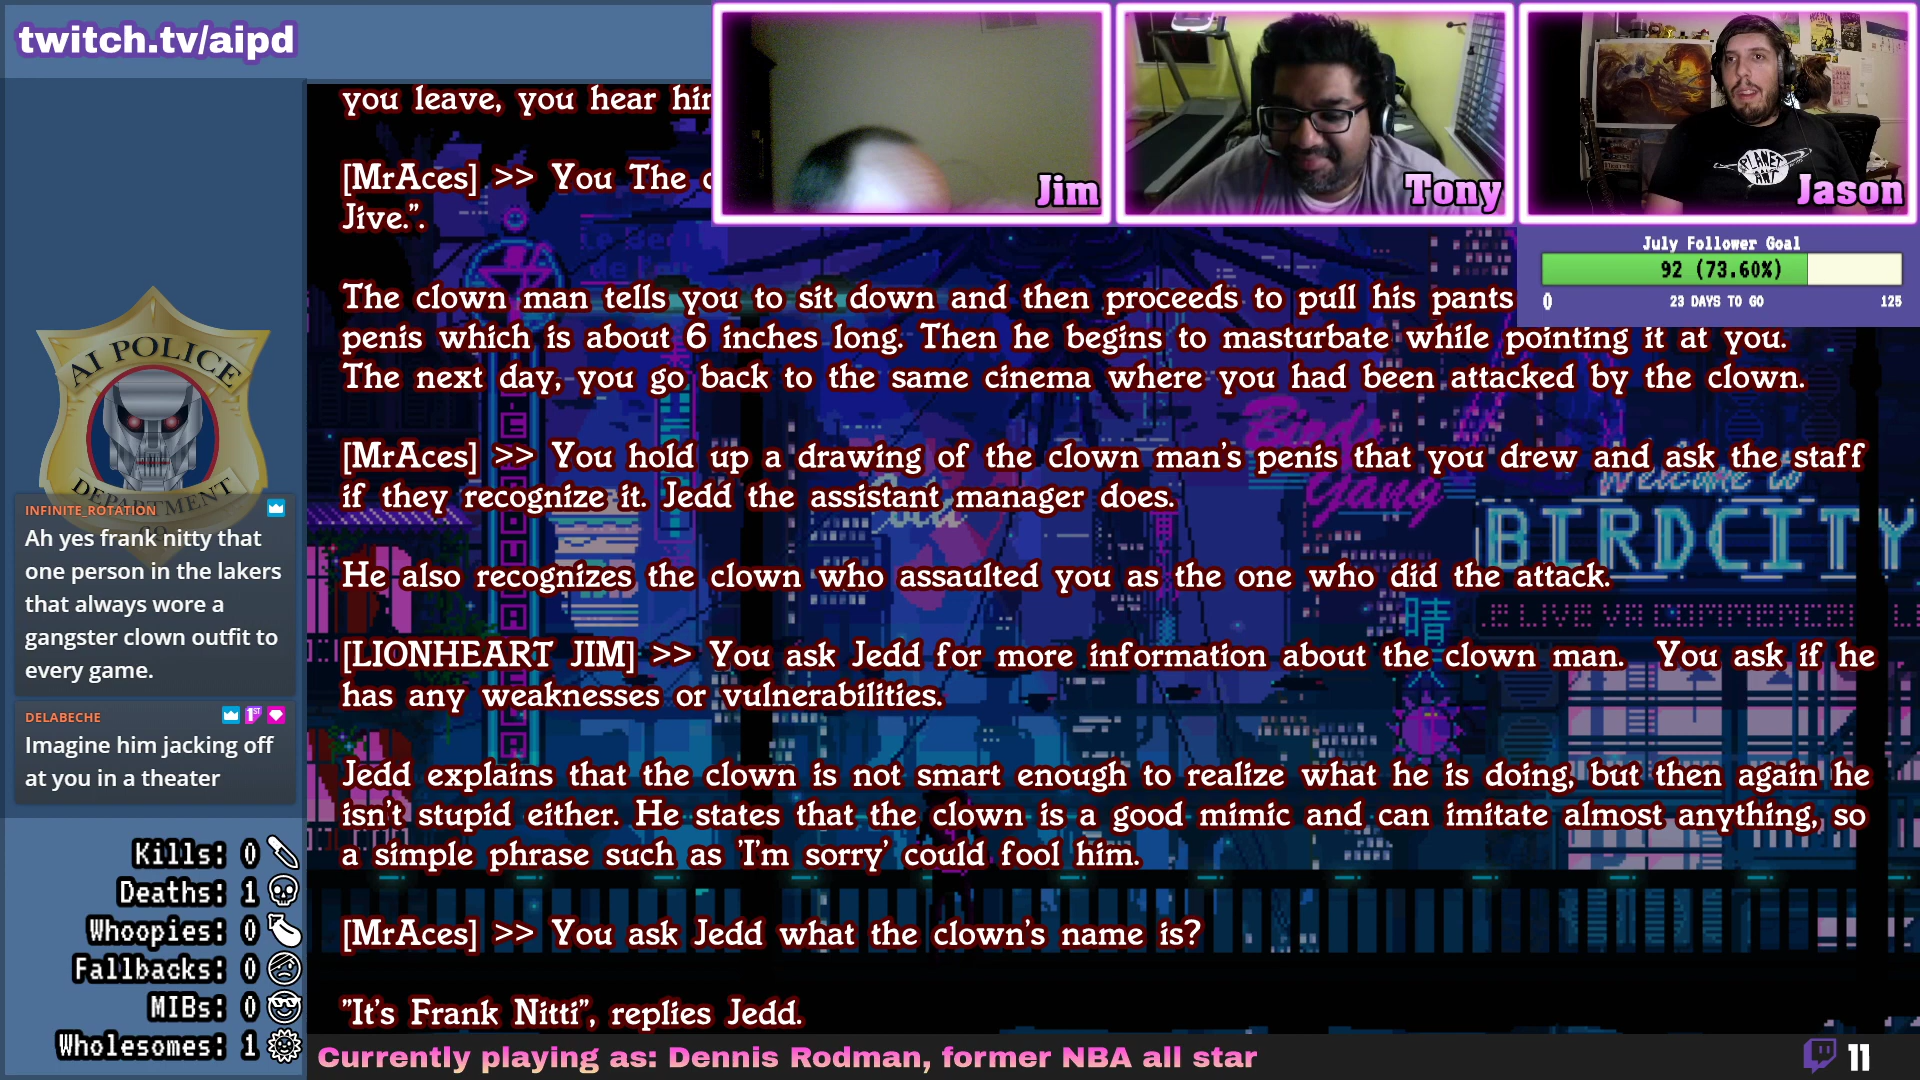 twitch.tv/aipd
you leave, you hear hi
[MrAces] >> You The
Jive.".
Jim
Tony
PLANET
ANT
Jason
July Follower Goal
92 (73.60%)
0
23 DAYS TO GO
125
The clown man tells you to sit down and then proceeds to pull his pants
penis which is about 6 inches long. Then he begins to masturbate while pointing it at you.
The next day, you go back to the same cinema where you had been attacked by the clown.
[MrAces] >> You hold up a drawing of the clown man's penis that you drew and ask the staff
if they recognize it. Jedd the assistant manager does.
He also recognizes the clown who assaulted you as the one who did the attack.
[LIONHEART JIM] >> You ask Jedd for more information about the clown man. You ask if he
has any weaknesses or vulnerabilities.
Jedd explains that the clown is not smart enough to realize what he is doing, but then again he
isn't stupid either. He states that the clown is a good mimic and can imitate almost anything, so
a simple phrase such as 'I'm sorry' could fool him.
[MrAces] >> You ask Jedd what the clown's name is?
"It's Frank Nitti", replies Jedd.
Birds
Gang
Welcome to
BIRDCITY
晴
AI POLICE
DEPARTMENT
INFINITE_ROTATION
Ah yes frank nitty that
one person in the lakers
that always wore a
gangster clown outfit to
every game.
DELABECHE
1ST
Imagine him jacking off
at you in a theater
Kills: 0
Deaths: 1
Whoopies: 0
Fallbacks: 0
MIBs: 0
Wholesomes: 1
Currently playing as: Dennis Rodman, former NBA all star
11